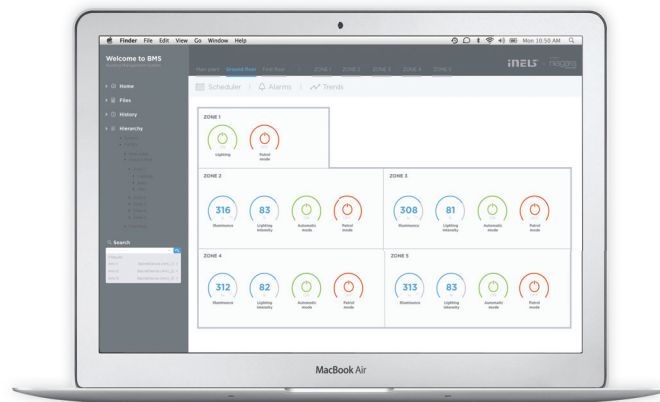 Finder File Edit View Go Window Help
Mon 10:50 AM
Welcome to BMS
Main plant Ground floor First floor ZONE 1 ZONE 2 ZONE 3 ZONE 4 ZONE 5
iNELS
niagara
Home
Files
History
Hierarchy
Search
Scheduler / Alarms / Trends
ZONE 1
Lighting
Patrol
mode
ZONE 2
316
Illuminance
83
Lighting
intensity
Automatic
mode
Patrol
mode
ZONE 3
308
Illuminance
81
Lighting
intensity
Automatic
mode
Patrol
mode
ZONE 4
312
Illuminance
82
Lighting
intensity
Automatic
mode
Patrol
mode
ZONE 5
313
Illuminance
83
Lighting
intensity
Automatic
mode
Patrol
mode
MacBook Air